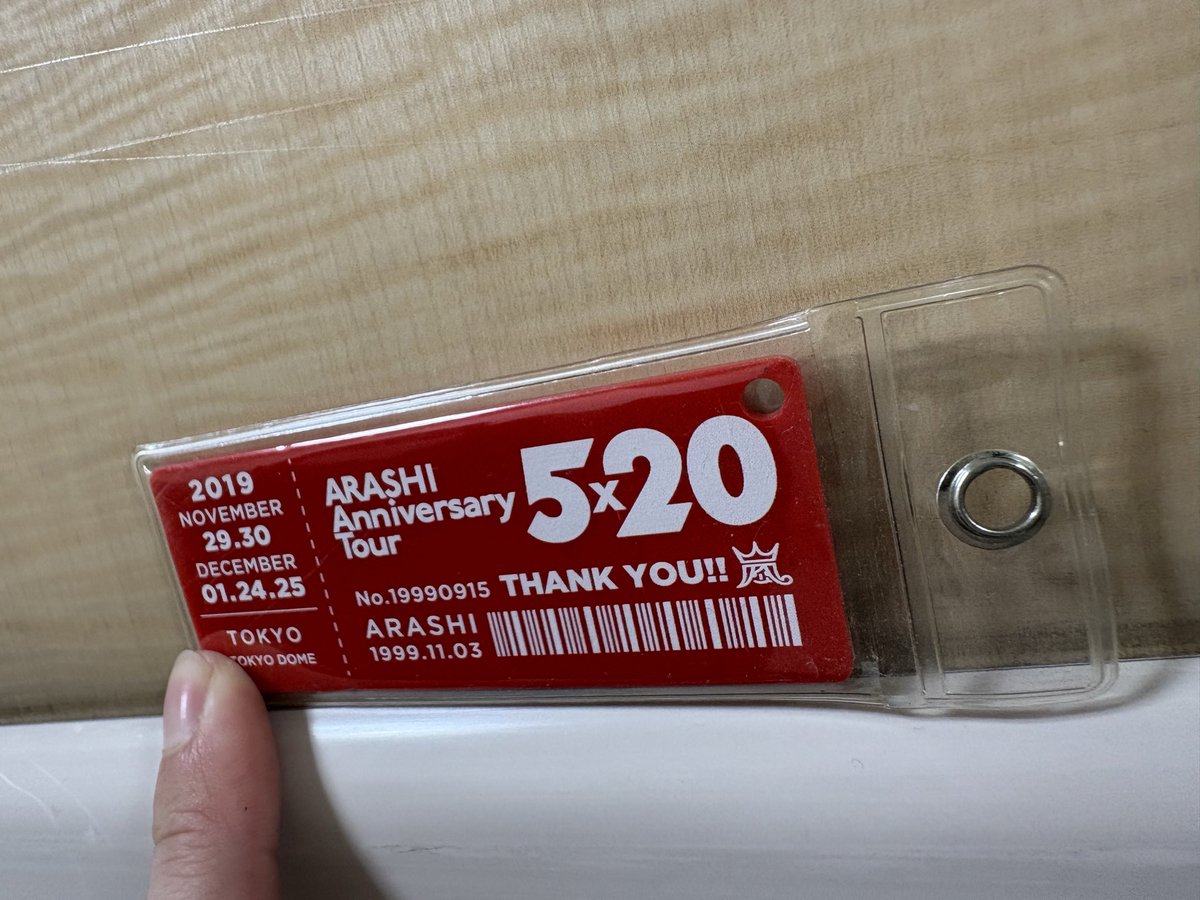 2019
NOVEMBER
29.30
DECEMBER
01.24.25
TOKYO
TOKYO DOME
ARASHI
Anniversary
Tour
5x20
No.19990915 THANK YOU!! 嵐
ARASHI
1999.11.03